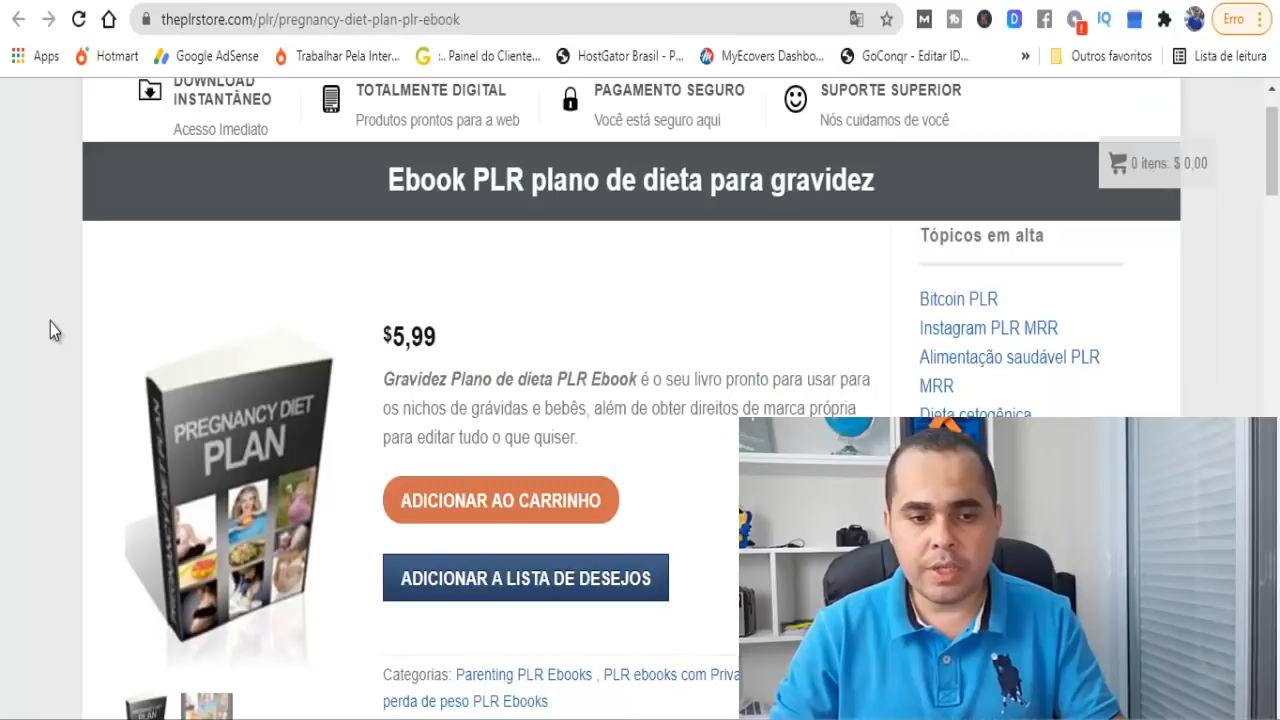 theplrstore.com/plr/pregnancy-diet-plan-plr-ebook
Erro
Apps
Hotmart
Google AdSense
Trabalhar Pela Inter...
:.. Painel do Cliente...
HostGator Brasil - P...
MyEcovers Dashbo...
GoConqr - Editar ID...
»
Outros favoritos
Lista de leitura
DOWNLOAD INSTANTÂNEO
Acesso Imediato
TOTALMENTE DIGITAL
Produtos prontos para a web
PAGAMENTO SEGURO
Você está seguro aqui
SUPORTE SUPERIOR
Nós cuidamos de você
0 itens: $ 0,00
Ebook PLR plano de dieta para gravidez
$5,99
Gravidez Plano de dieta PLR Ebook é o seu livro pronto para usar para
os nichos de grávidas e bebês, além de obter direitos de marca própria
para editar tudo o que quiser.
ADICIONAR AO CARRINHO
ADICIONAR A LISTA DE DESEJOS
Categorias: Parenting PLR Ebooks , PLR ebooks com Priva
perda de peso PLR Ebooks
PREGNANCY DIET
PLAN
Tópicos em alta
Bitcoin PLR
Instagram PLR MRR
Alimentação saudável PLR
MRR
Dieta cetogênica